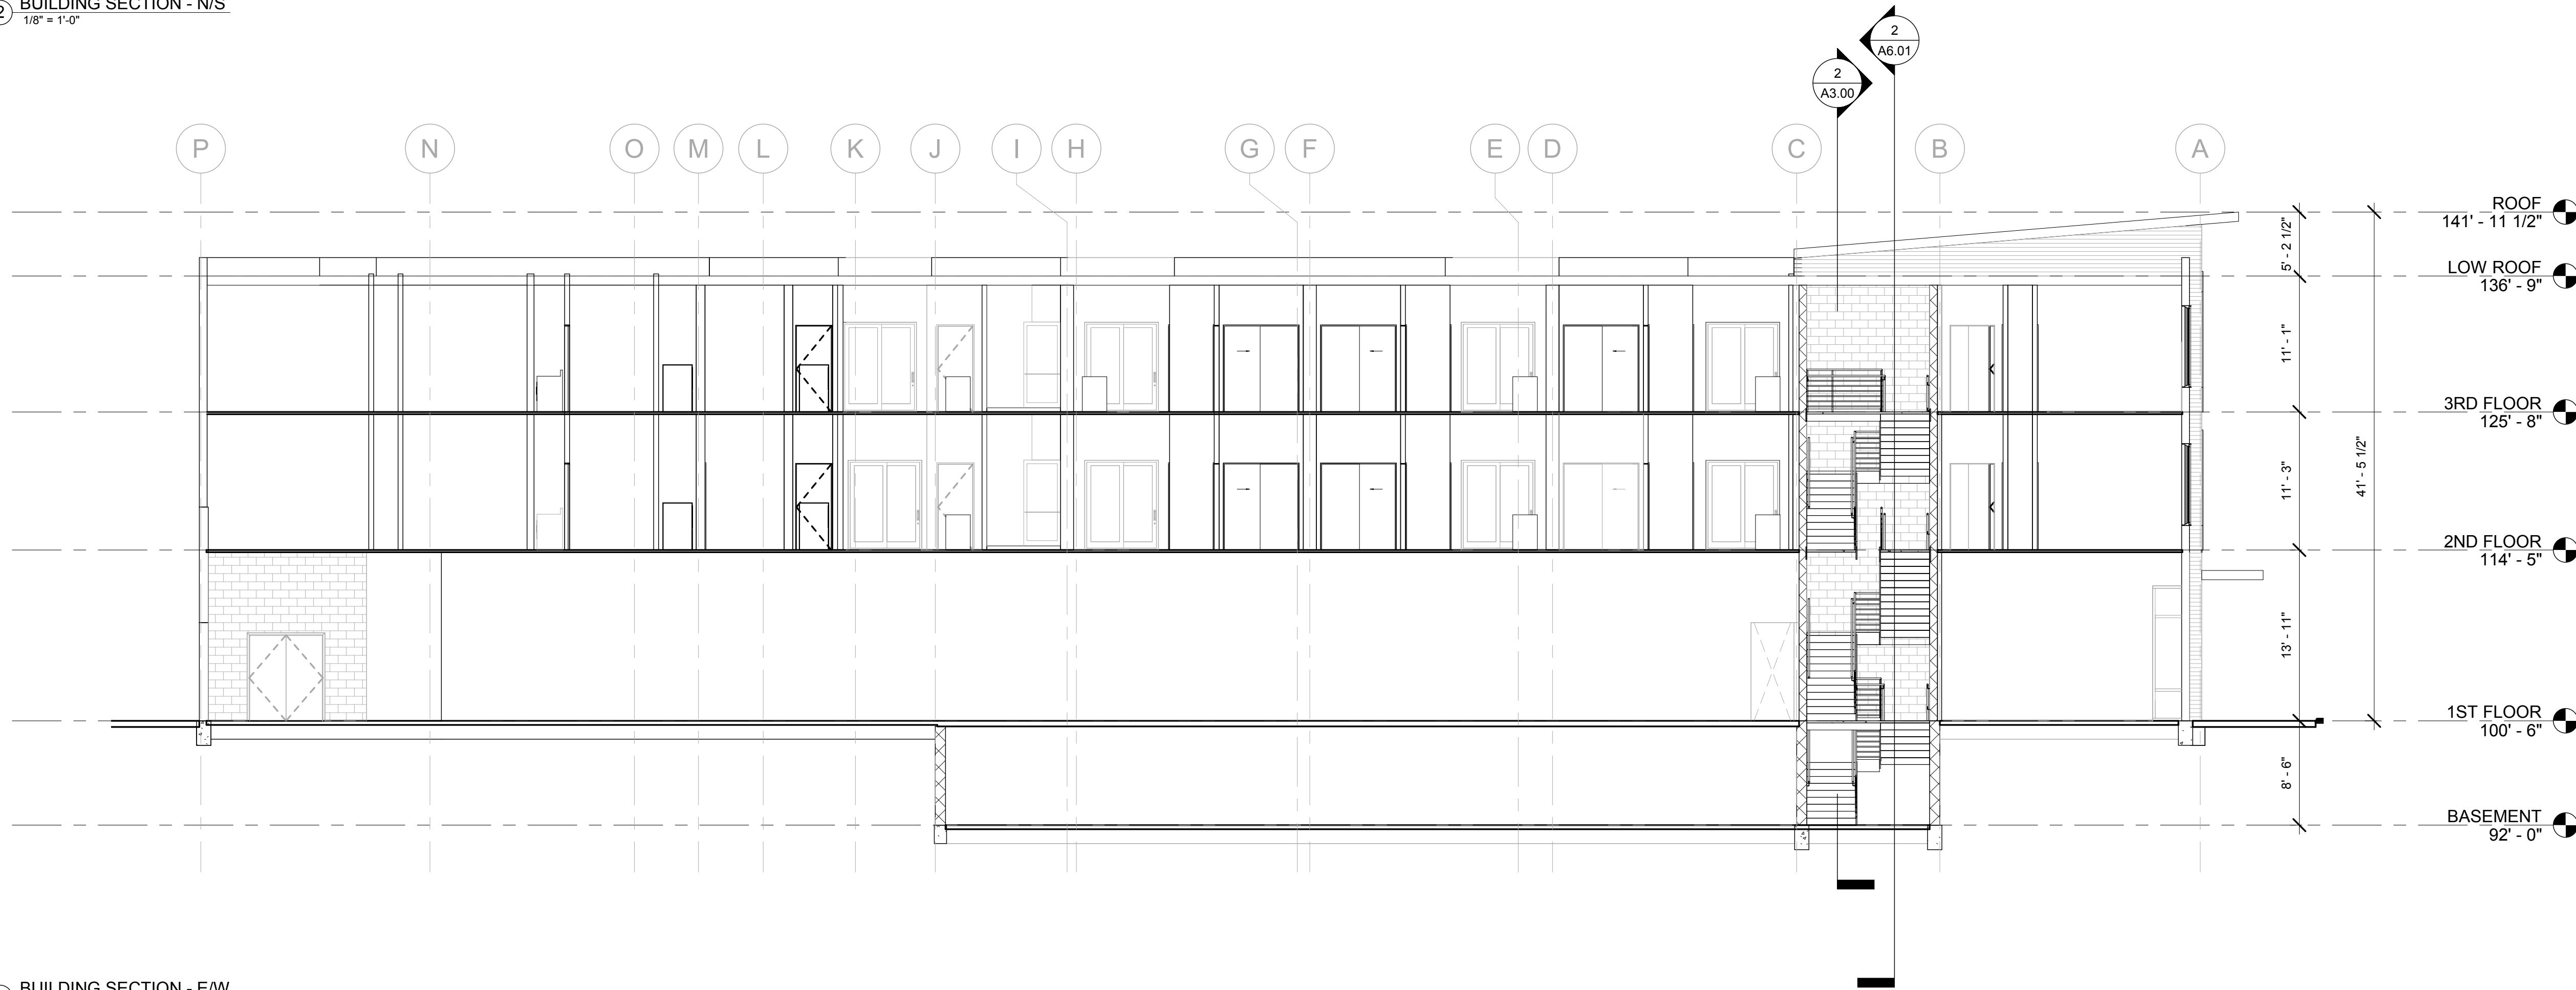 2 BUILDING SECTION - N/S
1/8" = 1'-0"
2
A6.01
2
A3.00
P N O M L K J I H G F E D C B A
ROOF
141' - 11 1/2"
5' - 2 1/2"
LOW ROOF
136' - 9"
11' - 1"
3RD FLOOR
125' - 8"
11' - 3"
41' - 5 1/2"
2ND FLOOR
114' - 5"
13' - 11"
1ST FLOOR
100' - 6"
8' - 6"
BASEMENT
92' - 0"
BUILDING SECTION - E/W